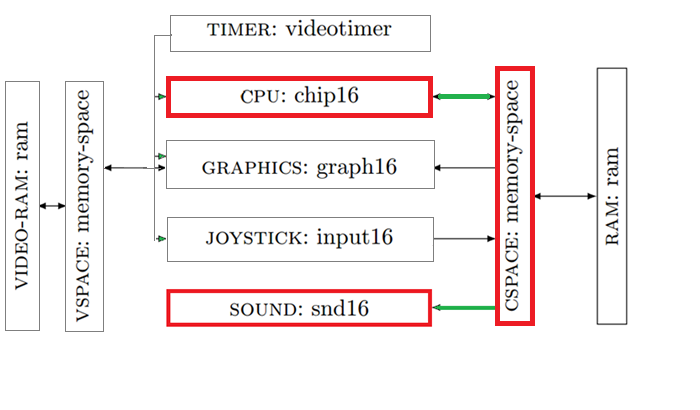 TIMER: videotimer
CPU: chip16
GRAPHICS: graph16
JOYSTICK: input16
SOUND: snd16
VIDEO-RAM: ram
VSPACE: memory-space
CSPACE: memory-space
RAM: ram